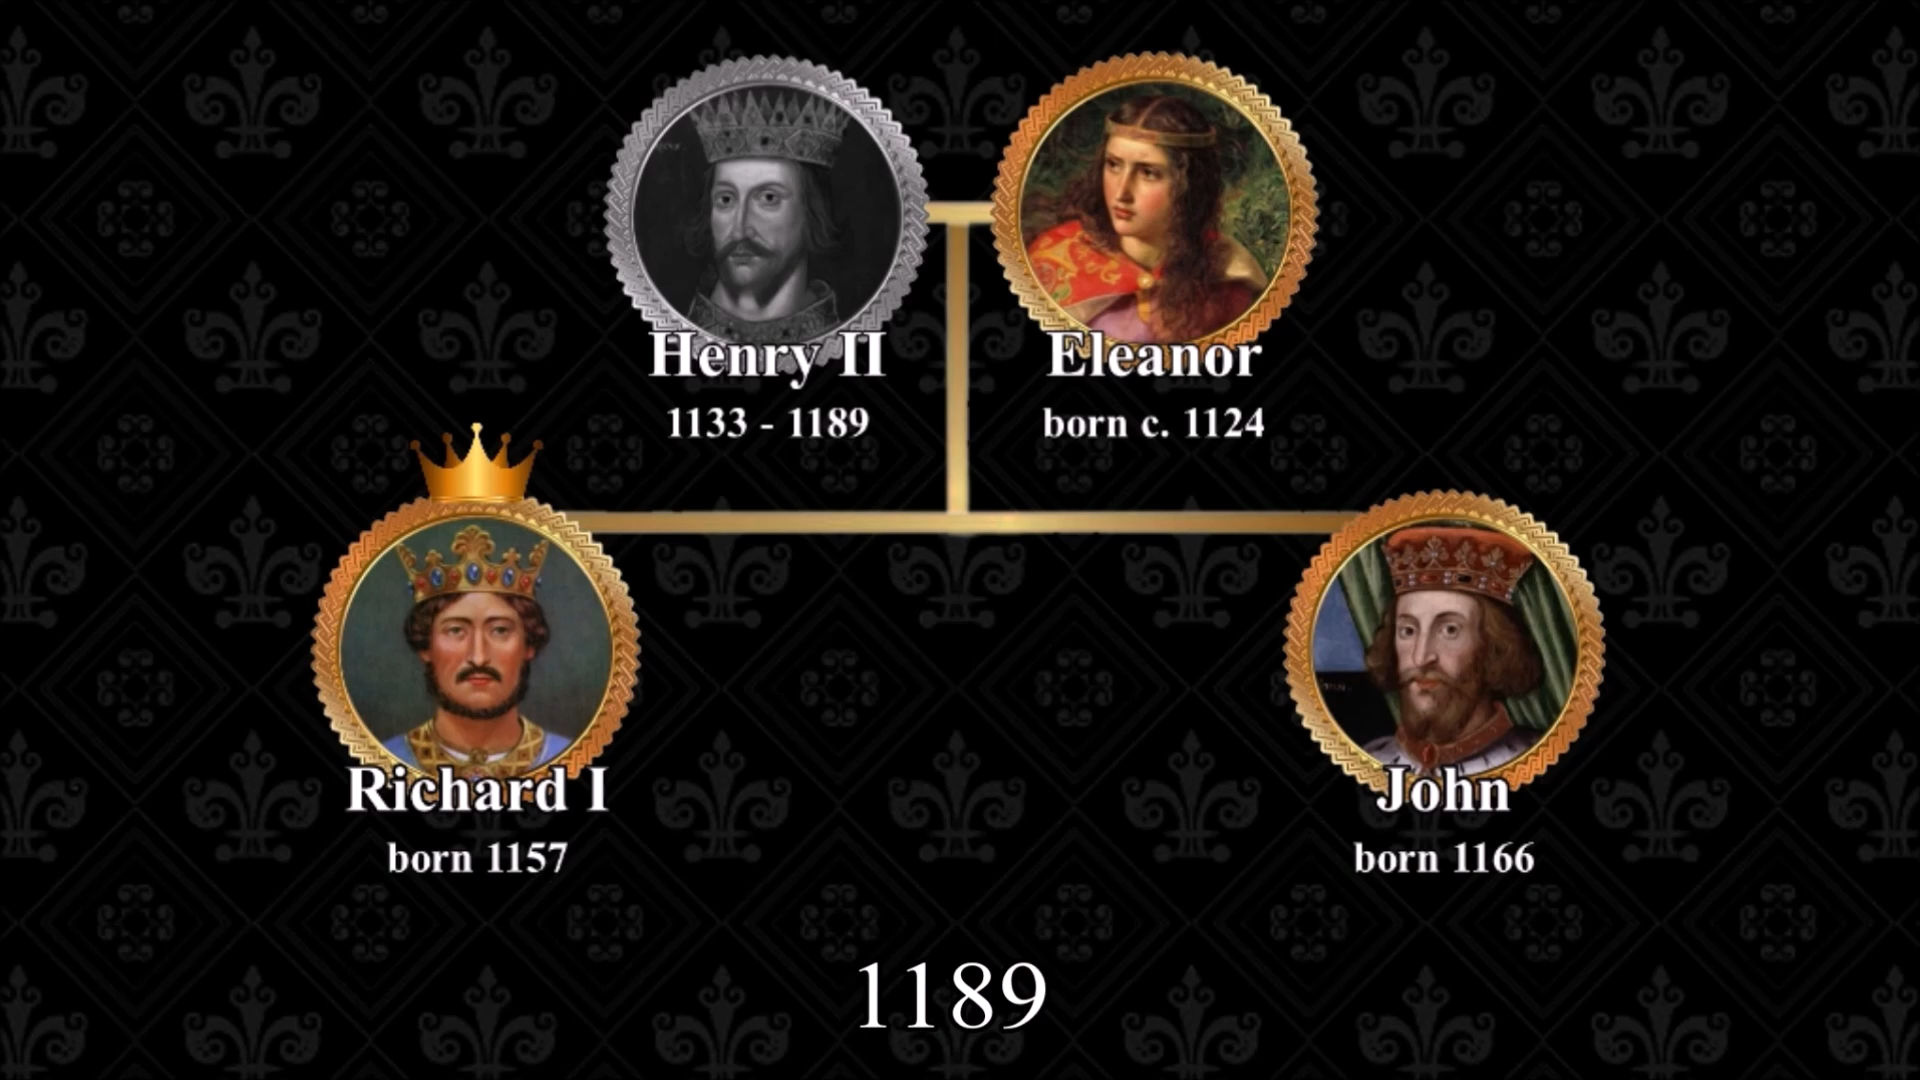 Henry II
1133 - 1189
Eleanor
born c. 1124
Richard I
born 1157
John
born 1166
1189